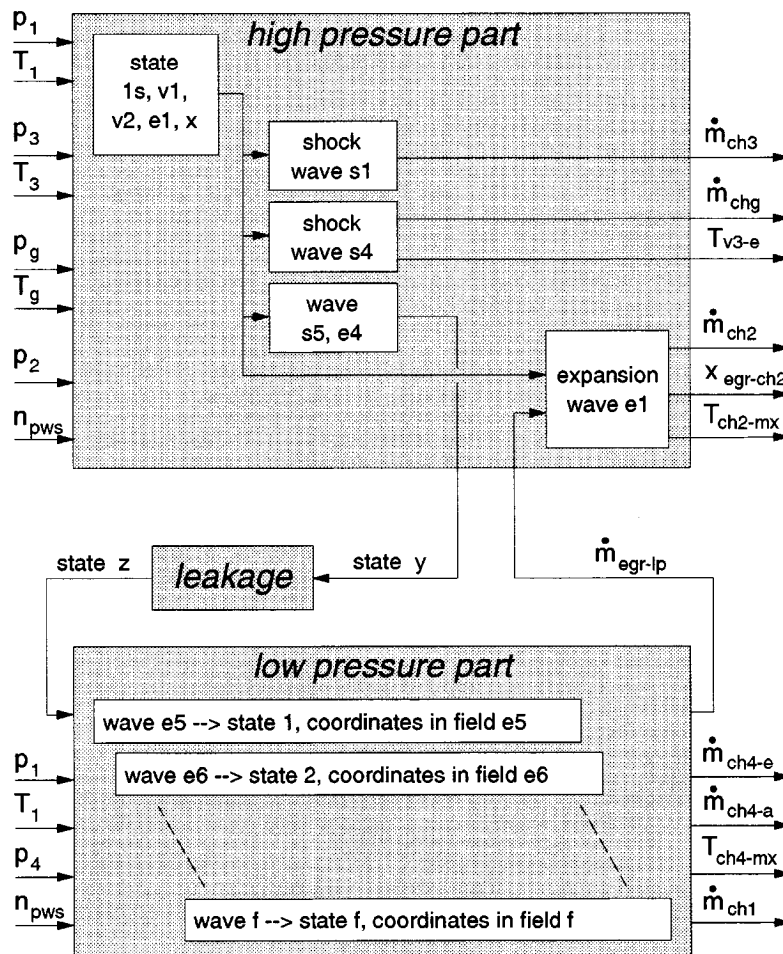 high pressure part
p1
T1
p3
T3
pg
Tg
p2
npws
state
1s, v1,
v2, e1, x
shock
wave s1
shock
wave s4
wave
s5, e4
expansion
wave e1
ṁch3
ṁchg
Tv3-e
ṁch2
xegr-ch2
Tch2-mx
state z
leakage
state y
ṁegr-lp
low pressure part
wave e5 --> state 1, coordinates in field e5
wave e6 --> state 2, coordinates in field e6
wave f --> state f, coordinates in field f
p1
T1
p4
npws
ṁch4-e
ṁch4-a
Tch4-mx
ṁch1